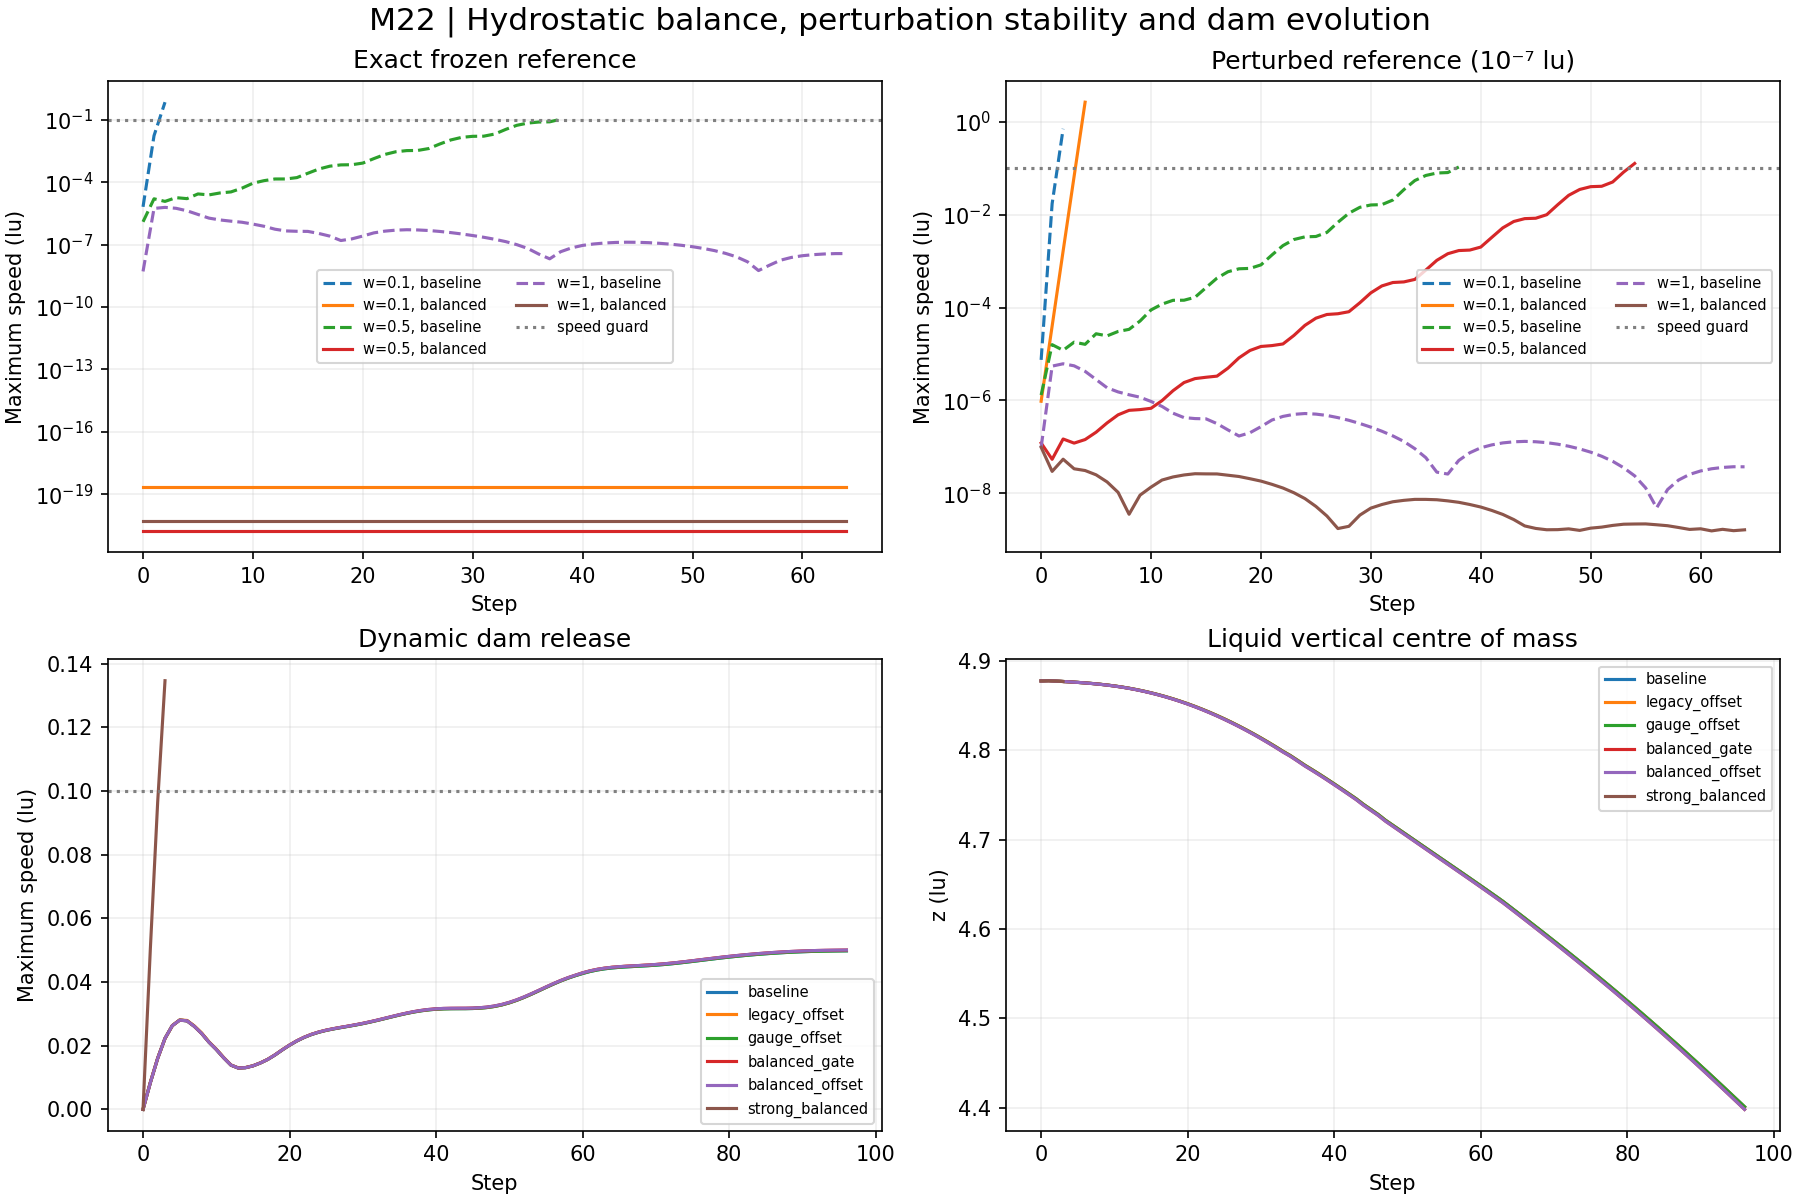 M22 | Hydrostatic balance, perturbation stability and dam evolution
Exact frozen reference
Maximum speed (lu)
10⁻¹
10⁻⁴
10⁻⁷
10⁻¹⁰
10⁻¹³
10⁻¹⁶
10⁻¹⁹
w=0.1, baseline
w=0.1, balanced
w=0.5, baseline
w=0.5, balanced
w=1, baseline
w=1, balanced
speed guard
0 10 20 30 40 50 60
Step
Perturbed reference (10⁻⁷ lu)
Maximum speed (lu)
10⁰
10⁻²
10⁻⁴
10⁻⁶
10⁻⁸
w=0.1, baseline
w=0.1, balanced
w=0.5, baseline
w=0.5, balanced
w=1, baseline
w=1, balanced
speed guard
0 10 20 30 40 50 60
Step
Dynamic dam release
Maximum speed (lu)
0.14
0.12
0.10
0.08
0.06
0.04
0.02
0.00
baseline
legacy_offset
gauge_offset
balanced_gate
balanced_offset
strong_balanced
0 20 40 60 80 100
Step
Liquid vertical centre of mass
z (lu)
4.9
4.8
4.7
4.6
4.5
4.4
baseline
legacy_offset
gauge_offset
balanced_gate
balanced_offset
strong_balanced
0 20 40 60 80 100
Step